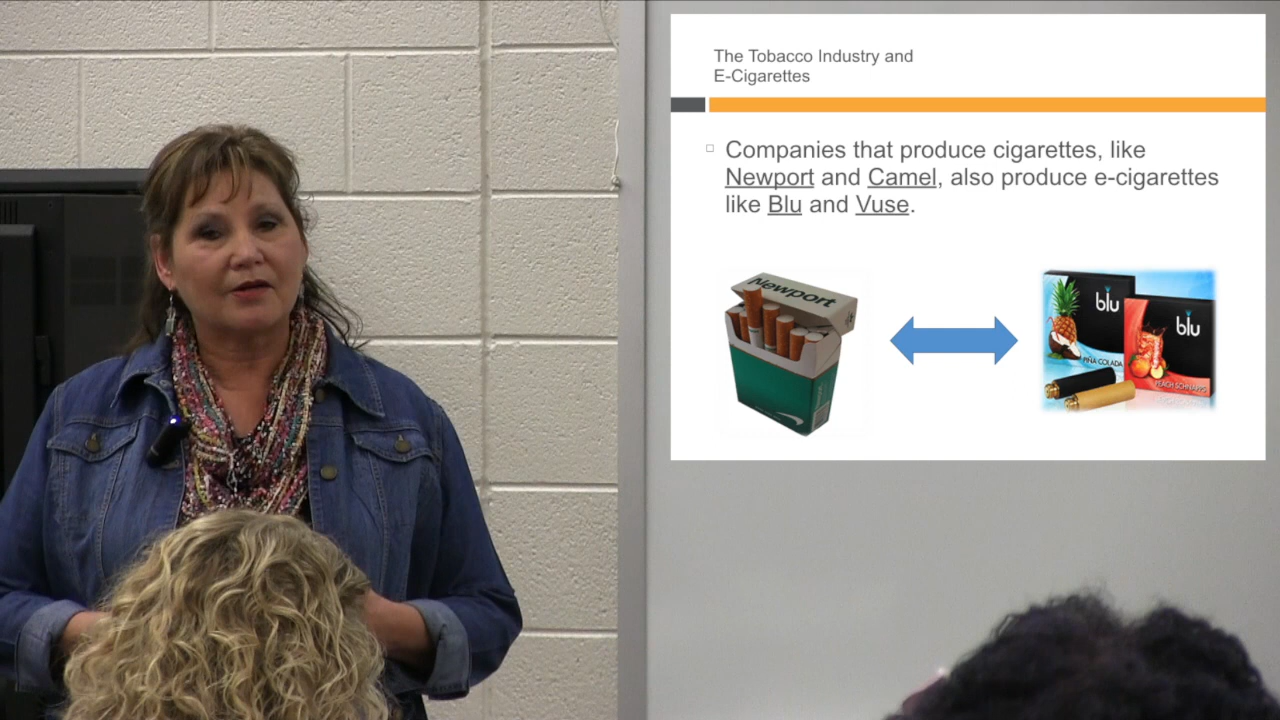 The Tobacco Industry and
E-Cigarettes
Companies that produce cigarettes, like
Newport and Camel, also produce e-cigarettes
like Blu and Vuse.
Newport
blu
blu
PIÑA COLADA
PEACH SCHNAPPS